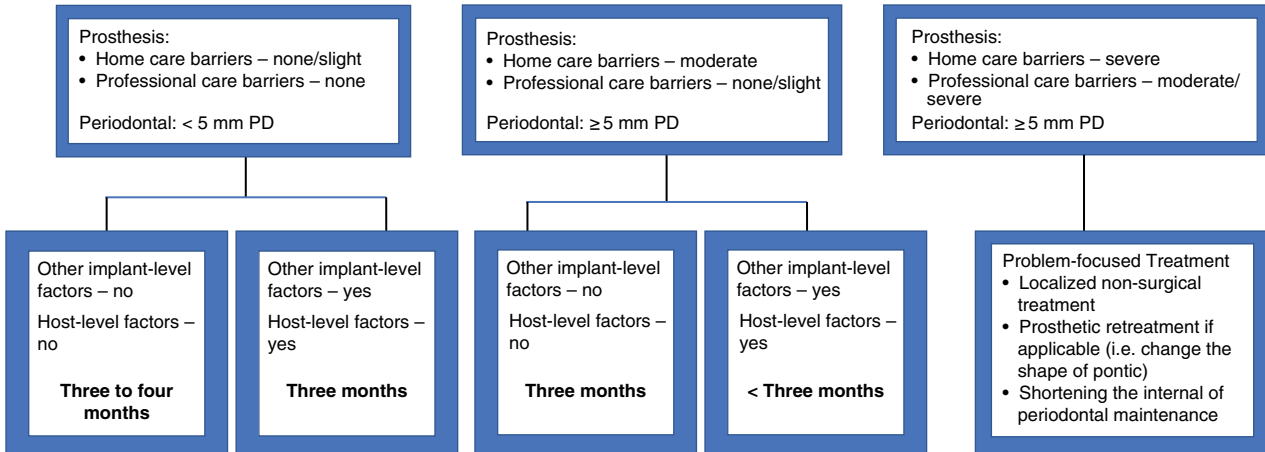 Prosthesis:
• Home care barriers – none/slight
• Professional care barriers – none
Periodontal: < 5 mm PD
Prosthesis:
• Home care barriers – moderate
• Professional care barriers – none/slight
Periodontal: ≥ 5 mm PD
Prosthesis:
• Home care barriers – severe
• Professional care barriers – moderate/
severe
Periodontal: ≥ 5 mm PD
Other implant-level
factors – no
Host-level factors –
no
Three to four
months
Other implant-level
factors – yes
Host-level factors –
yes
Three months
Other implant-level
factors – no
Host-level factors –
no
Three months
Other implant-level
factors – yes
Host-level factors –
yes
< Three months
Problem-focused Treatment
• Localized non-surgical
treatment
• Prosthetic retreatment if
applicable (i.e. change the
shape of pontic)
• Shortening the internal of
periodontal maintenance